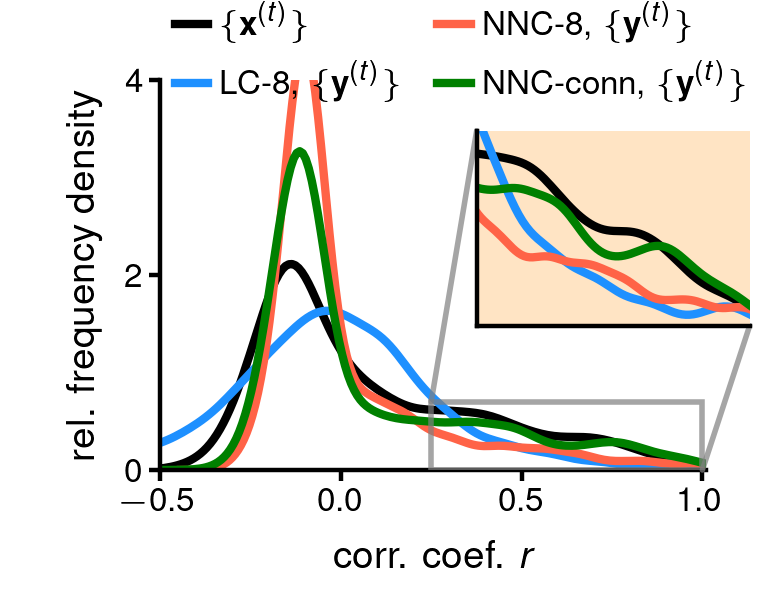 {x^(t)} NNC-8, {y^(t)}
LC-8, {y^(t)} NNC-conn, {y^(t)}
4
2
0
rel. frequency density
−0.5 0.0 0.5 1.0
corr. coef. r